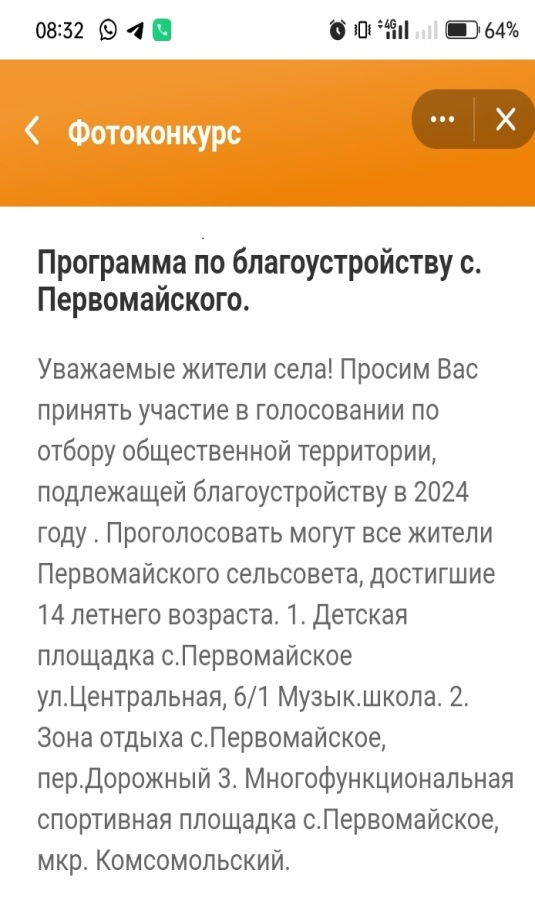 08:32 4G 64%
Фотоконкурс
Программа по благоустройству с.
Первомайского.
Уважаемые жители села! Просим Вас
принять участие в голосовании по
отбору общественной территории,
подлежащей благоустройству в 2024
году . Проголосовать могут все жители
Первомайского сельсовета, достигшие
14 летнего возраста. 1. Детская
площадка с.Первомайское
ул.Центральная, 6/1 Музык.школа. 2.
Зона отдыха с.Первомайское,
пер.Дорожный 3. Многофункциональная
спортивная площадка с.Первомайское,
мкр. Комсомольский.